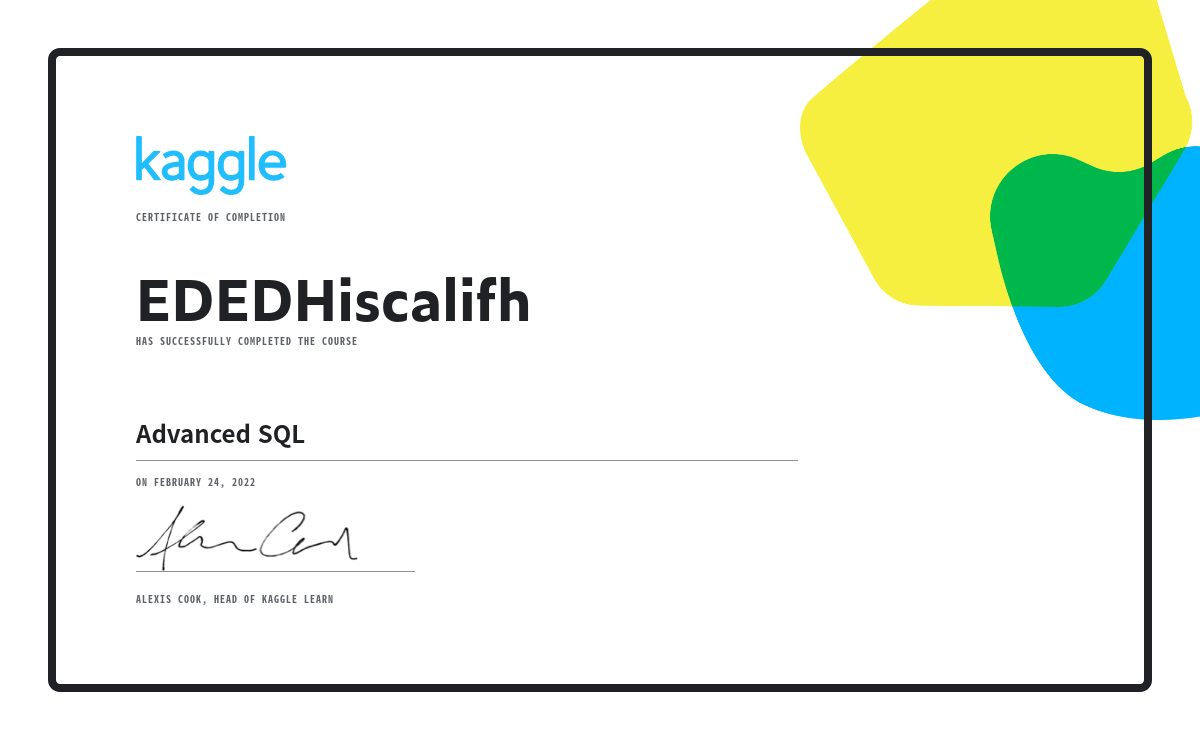 kaggle
CERTIFICATE OF COMPLETION
EDEDHiscalifh
HAS SUCCESSFULLY COMPLETED THE COURSE
Advanced SQL
ON FEBRUARY 24, 2022
ALEXIS COOK, HEAD OF KAGGLE LEARN